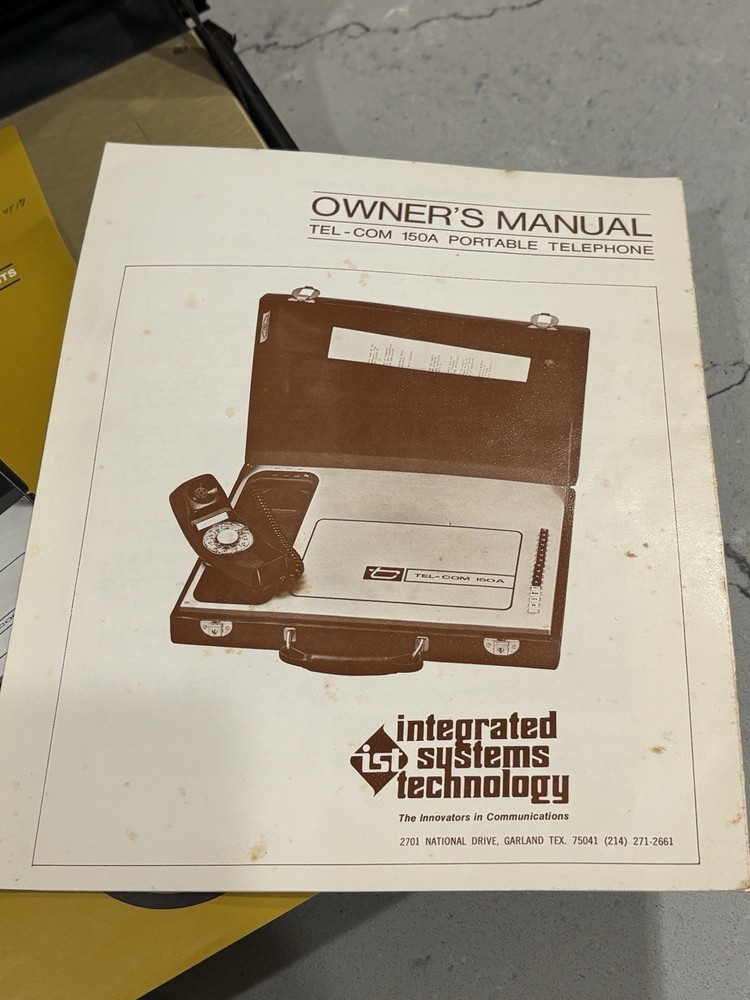 OWNER'S MANUAL
TEL-COM 150A PORTABLE TELEPHONE
TEL-COM 150A
ist
integrated
systems
technology
The Innovators in Communications
2701 NATIONAL DRIVE, GARLAND TEX. 75041 (214) 271-2661